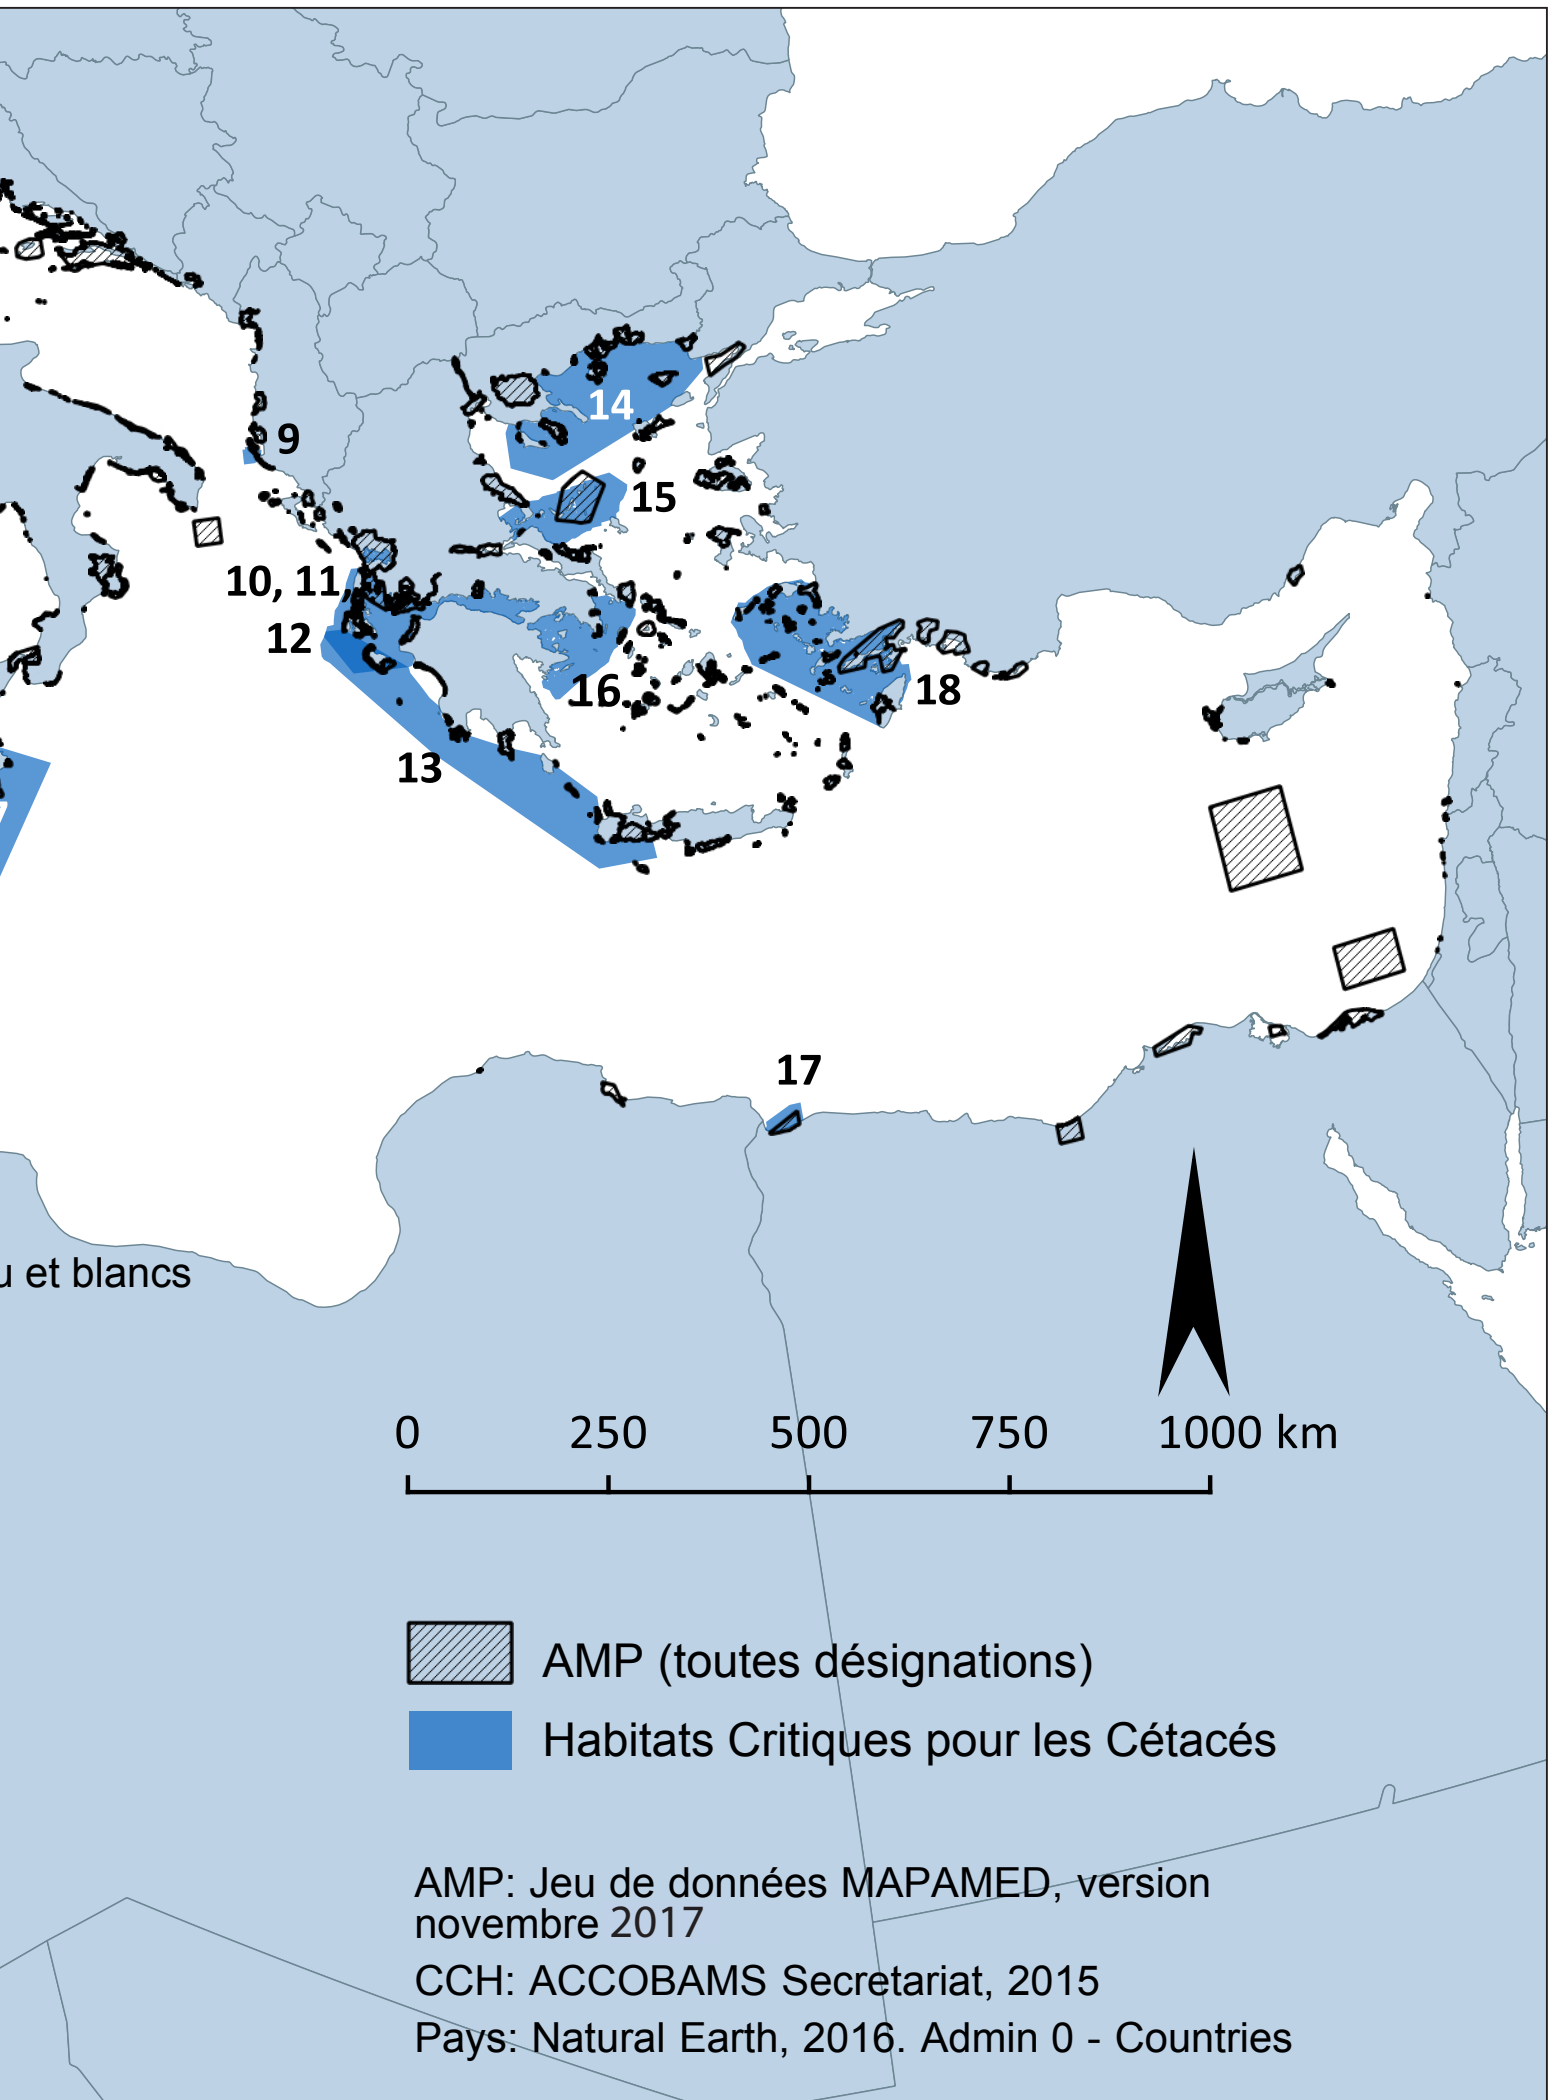 14
9
15
10, 11,
12
16
18
13
17
u et blancs
0 250 500 750 1000 km
AMP (toutes désignations)
Habitats Critiques pour les Cétacés
AMP: Jeu de données MAPAMED, version
novembre 2017
CCH: ACCOBAMS Secretariat, 2015
Pays: Natural Earth, 2016. Admin 0 - Countries